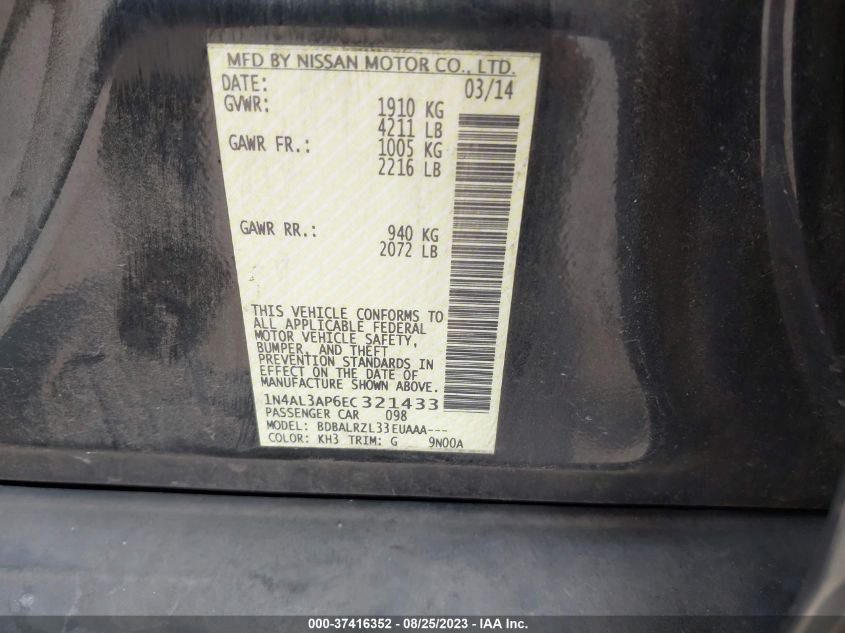 MFD BY NISSAN MOTOR CO., LTD.
DATE: 03/14
GVWR: 1910 KG
4211 LB
GAWR FR.: 1005 KG
2216 LB
GAWR RR.: 940 KG
2072 LB
THIS VEHICLE CONFORMS TO
ALL APPLICABLE FEDERAL
MOTOR VEHICLE SAFETY,
BUMPER, AND THEFT
PREVENTION STANDARDS IN
EFFECT ON THE DATE OF
MANUFACTURE SHOWN ABOVE.
1N4AL3AP6EC321433
PASSENGER CAR 098
MODEL: BDBALRZL33EUAAA---
COLOR: KH3 TRIM: G 9N00A
000-37416352 - 08/25/2023 - IAA Inc.